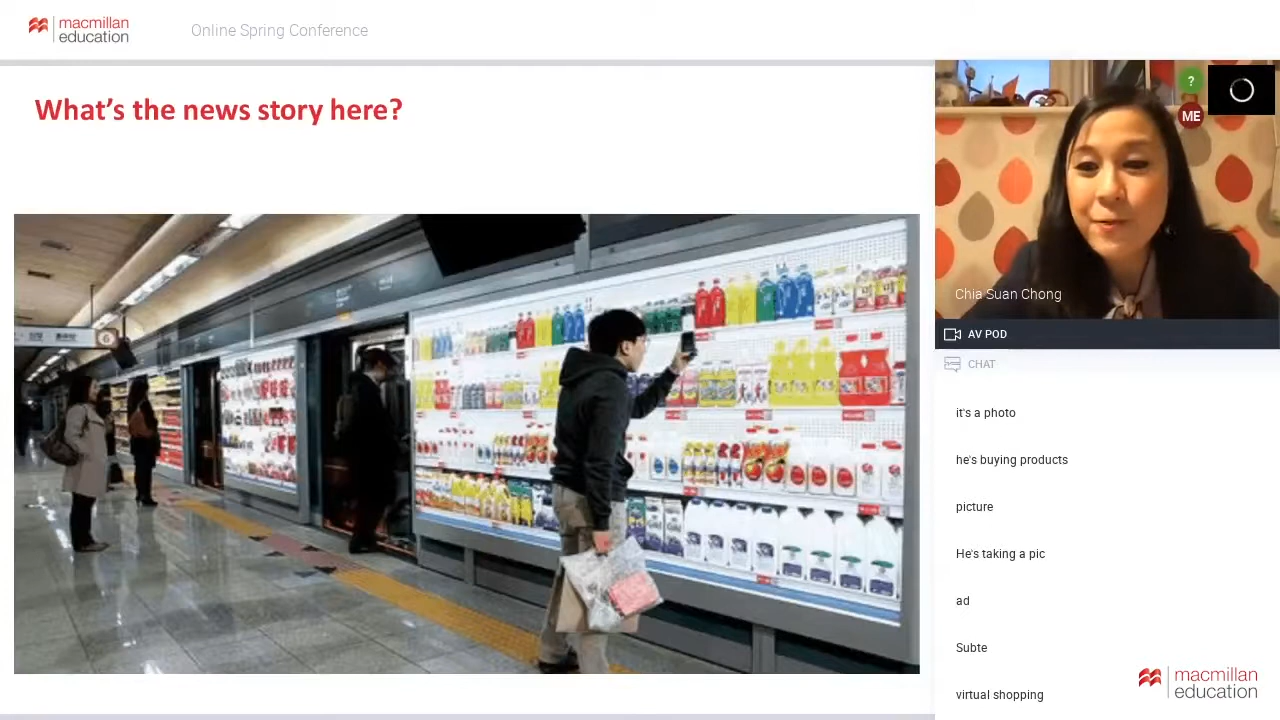 macmillan
education
Online Spring Conference
What's the news story here?
6
?
ME
Chia Suan Chong
AV POD
CHAT
it's a photo
he's buying products
picture
He's taking a pic
ad
Subte
virtual shopping
macmillan
education